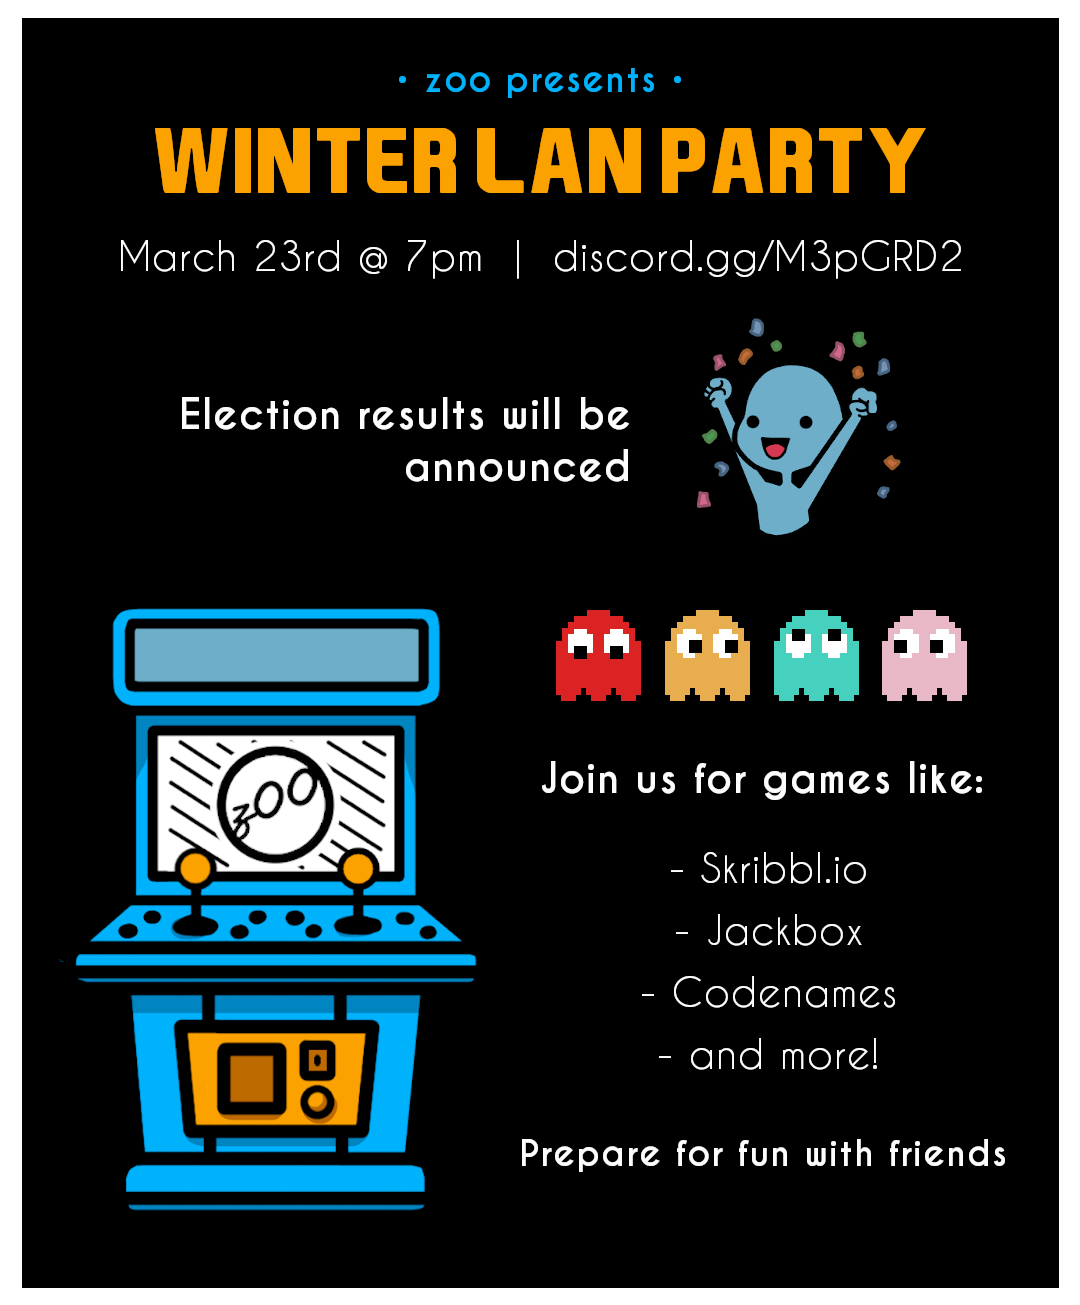 • zoo presents •
WINTER LAN PARTY
March 23rd @ 7pm | discord.gg/M3pGRD2
Election results will be
announced
zoo
Join us for games like:
- Skribbl.io
- Jackbox
- Codenames
- and more!
Prepare for fun with friends